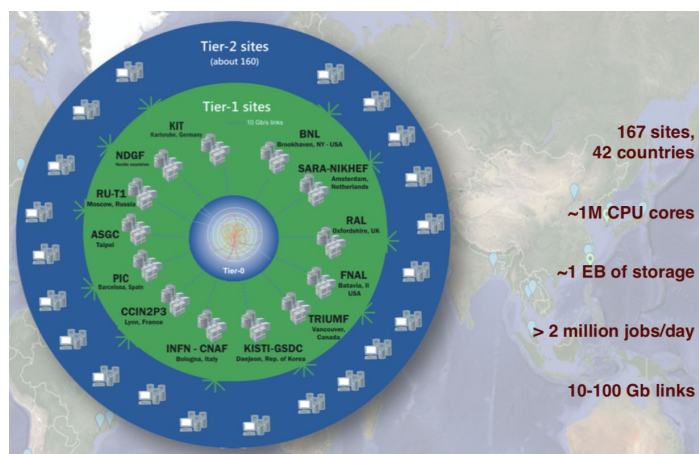 Tier-2 sites
(about 160)
Tier-1 sites
10 Gb/s links
KIT
Karlsruhe, Germany
BNL
Brookhaven, NY - USA
NDGF
Nordic countries
SARA-NIKHEF
Amsterdam,
Netherlands
RU-T1
Moscow, Russia
RAL
Oxfordshire, UK
ASGC
Taipei
Tier-0
FNAL
Batavia, Il
USA
PIC
Barcelona, Spain
CCIN2P3
Lyon, France
TRIUMF
Vancouver,
Canada
INFN - CNAF
Bologna, Italy
KISTI-GSDC
Daejeon, Rep. of Korea
167 sites,
42 countries
~1M CPU cores
~1 EB of storage
> 2 million jobs/day
10-100 Gb links